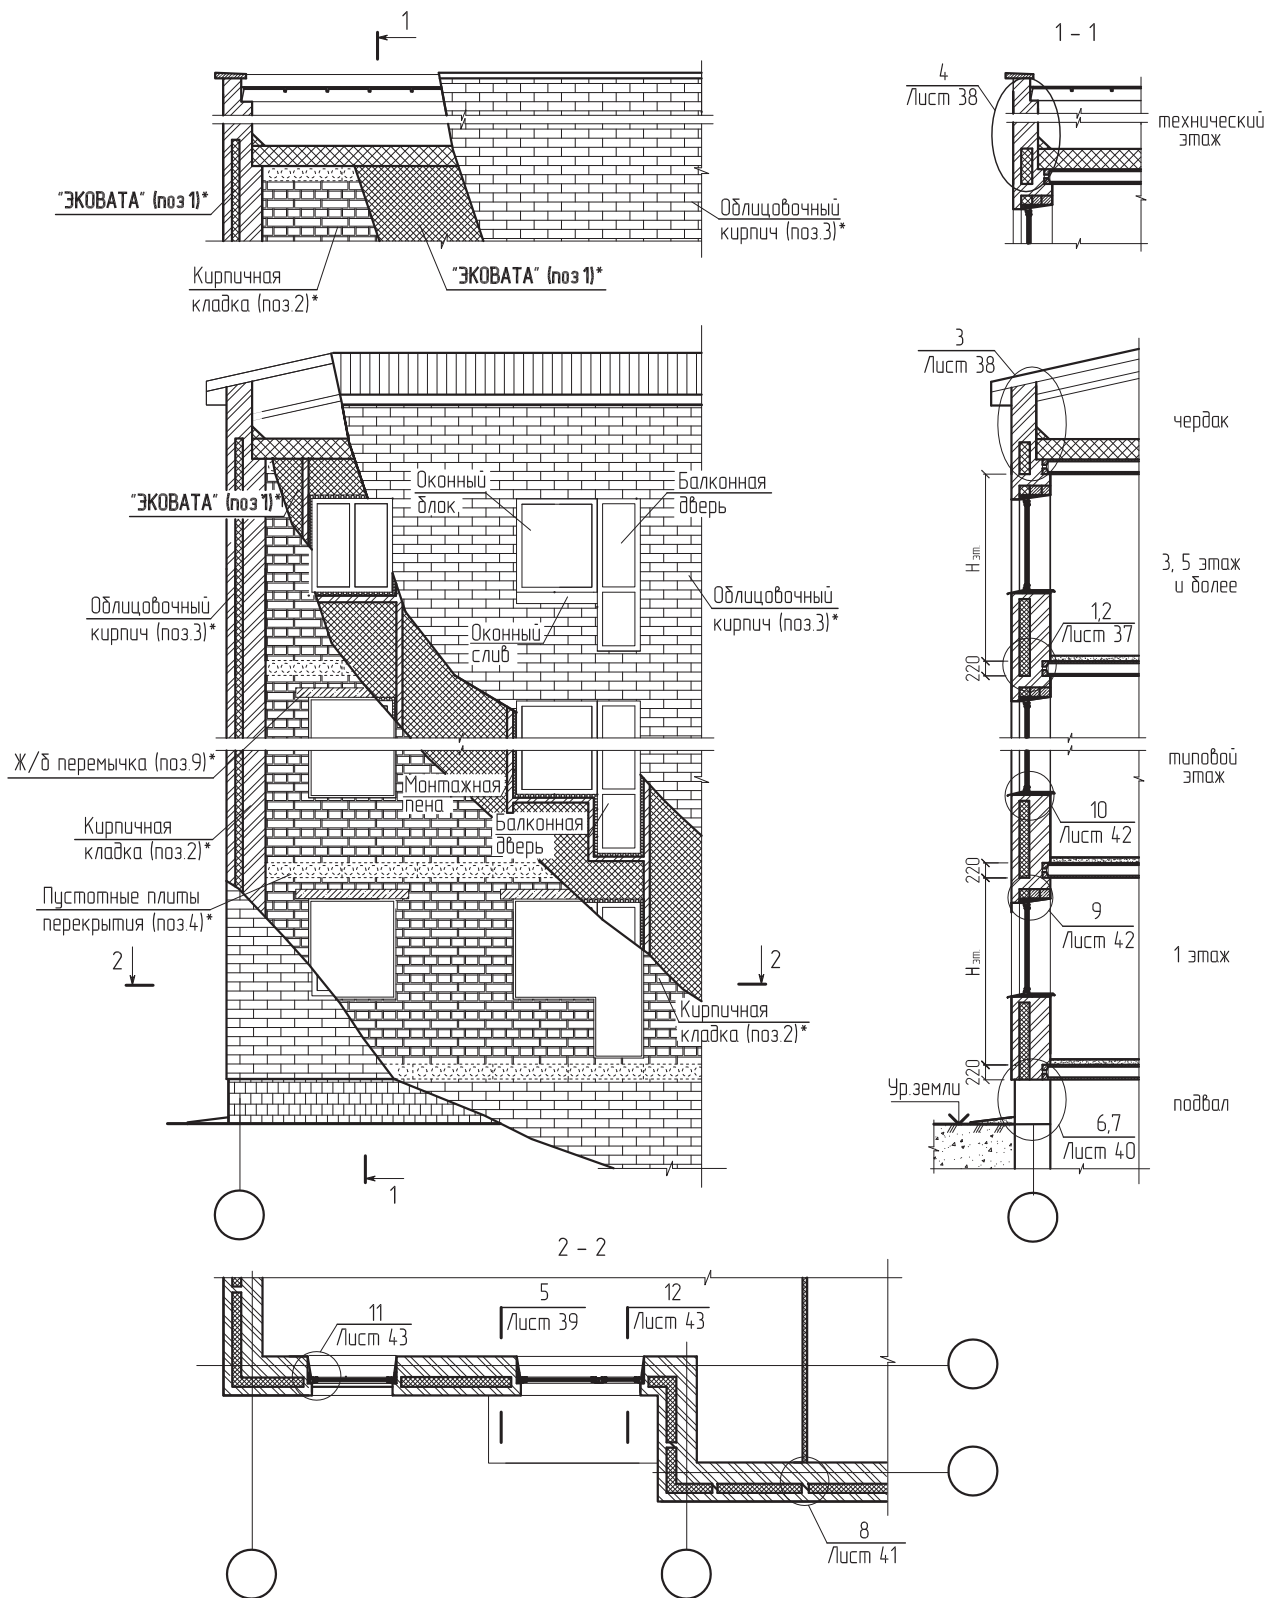 1
1 - 1
4
Лист 38
технический
этаж
"ЭКОВАТА" (поз 1)*
Облицовочный
кирпич (поз.3)*
Кирпичная
кладка (поз.2)*
"ЭКОВАТА" (поз 1)*
3
Лист 38
чердак
Оконный
блок
Балконная
дверь
"ЭКОВАТА" (поз 1)*
Нэт.
3, 5 этаж
и более
Облицовочный
кирпич (поз.3)*
Оконный
слив
Облицовочный
кирпич (поз.3)*
1,2
Лист 37
220
Ж/б перемычка (поз.9)*
Монтажная
пена
типовой
этаж
Кирпичная
кладка (поз.2)*
Балконная
дверь
10
Лист 42
220
Пустотные плиты
перекрытия (поз.4)*
9
Лист 42
2
2
Нэт.
1 этаж
Кирпичная
кладка (поз.2)*
220
Ур.земли
подвал
6,7
Лист 40
1
2 - 2
11
Лист 43
5
Лист 39
12
Лист 43
8
Лист 41